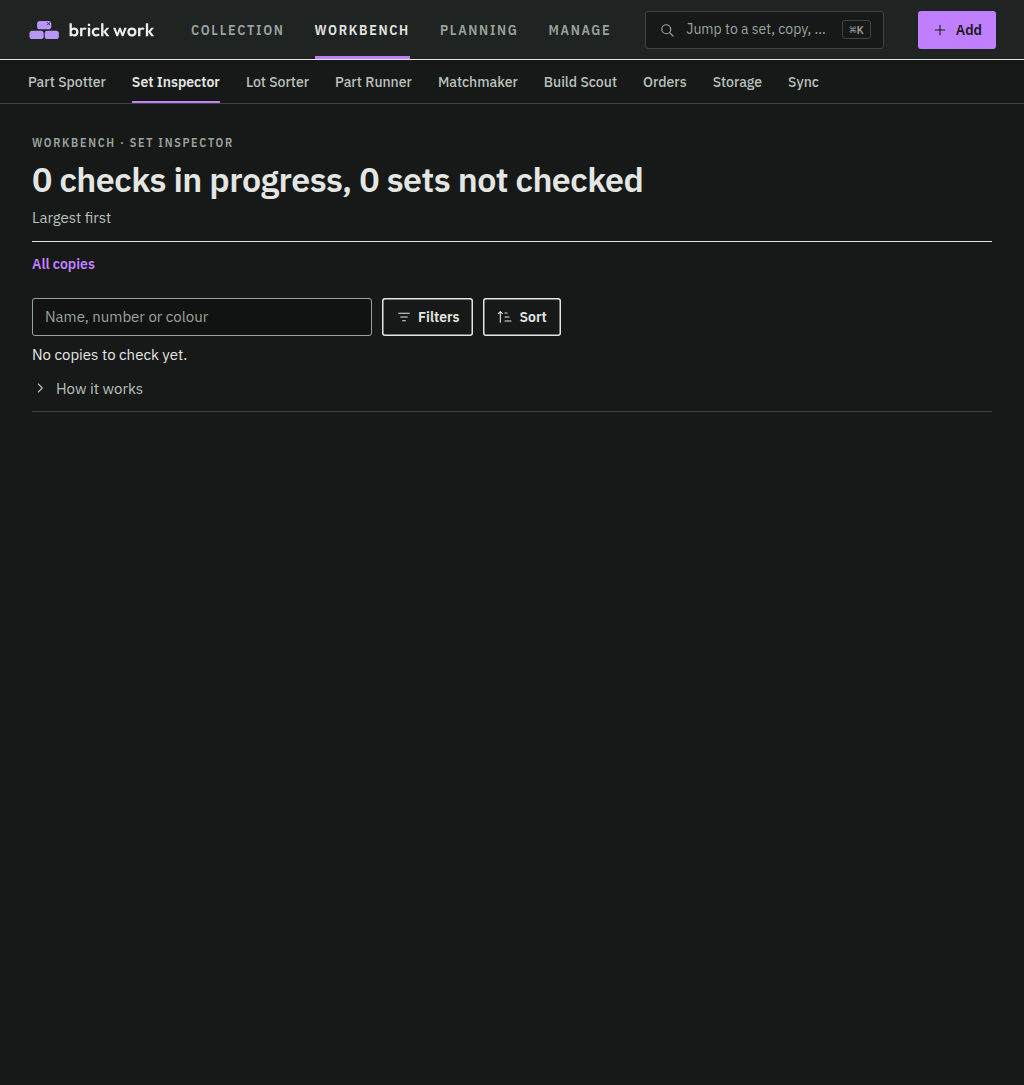 brick work
COLLECTION
WORKBENCH
PLANNING
MANAGE
Jump to a set, copy, ...
⌘K
Add
Part Spotter
Set Inspector
Lot Sorter
Part Runner
Matchmaker
Build Scout
Orders
Storage
Sync
WORKBENCH · SET INSPECTOR
0 checks in progress, 0 sets not checked
Largest first
All copies
Name, number or colour
Filters
Sort
No copies to check yet.
How it works